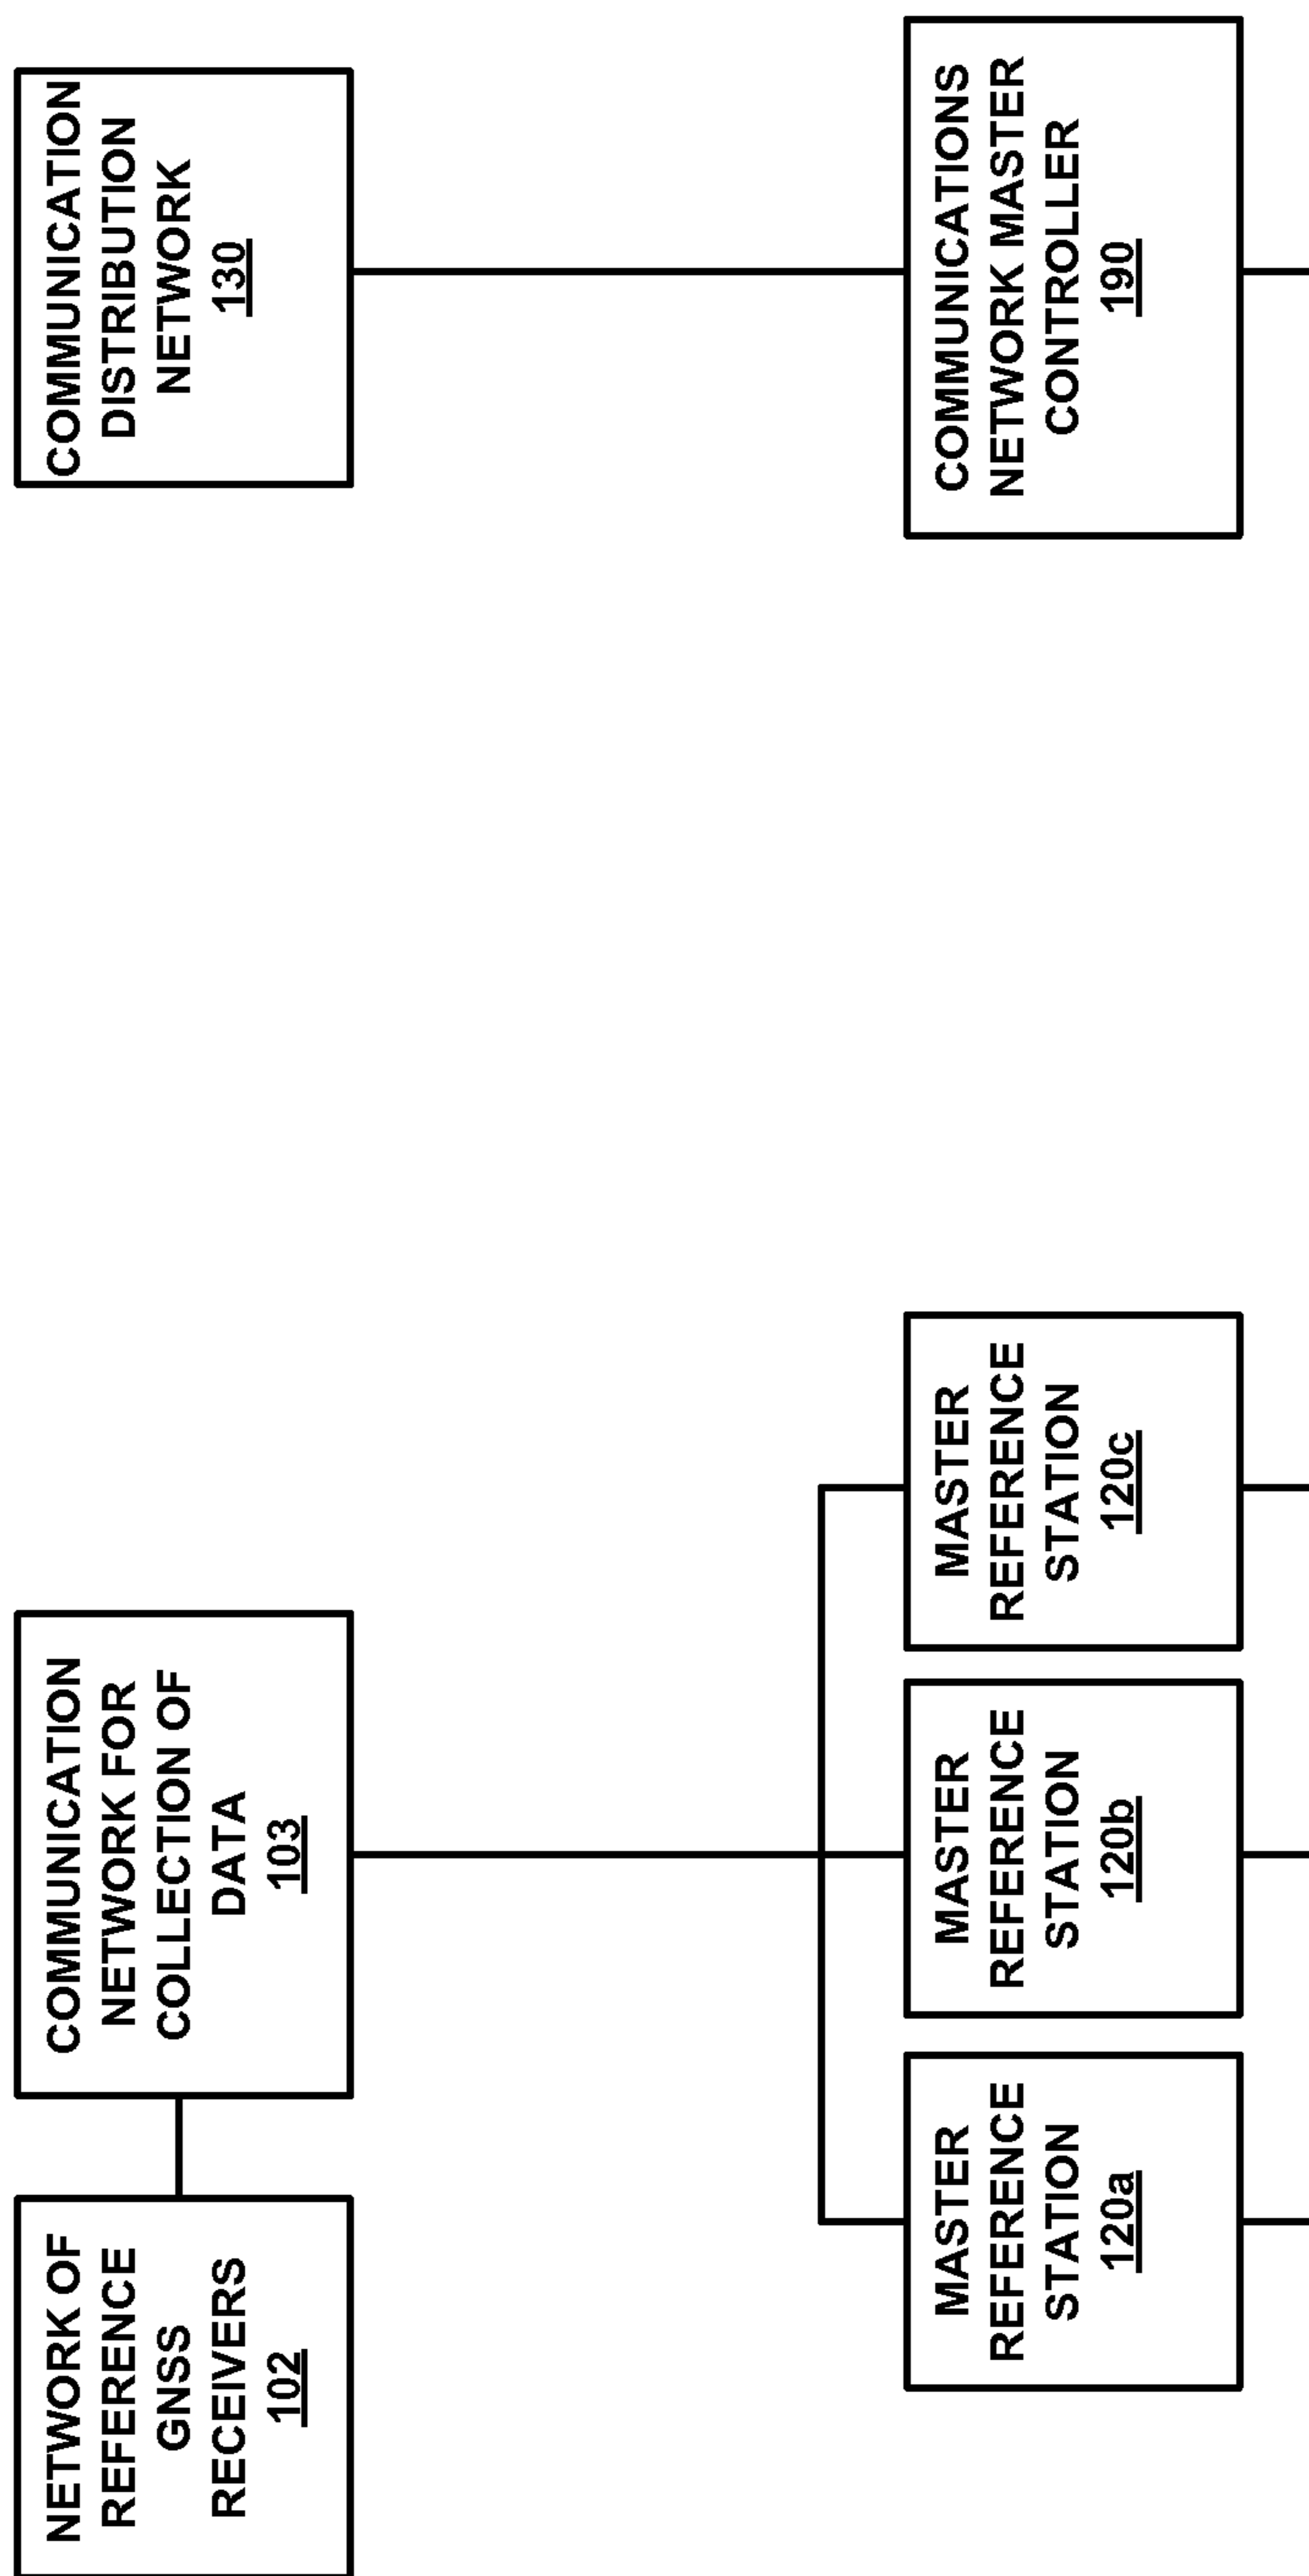 NETWORK OF
REFERENCE
GNSS
RECEIVERS
102
COMMUNICATION
NETWORK FOR
COLLECTION OF
DATA
103
COMMUNICATION
DISTRIBUTION
NETWORK
130
MASTER
REFERENCE
STATION
120a
MASTER
REFERENCE
STATION
120b
MASTER
REFERENCE
STATION
120c
COMMUNICATIONS
NETWORK MASTER
CONTROLLER
190